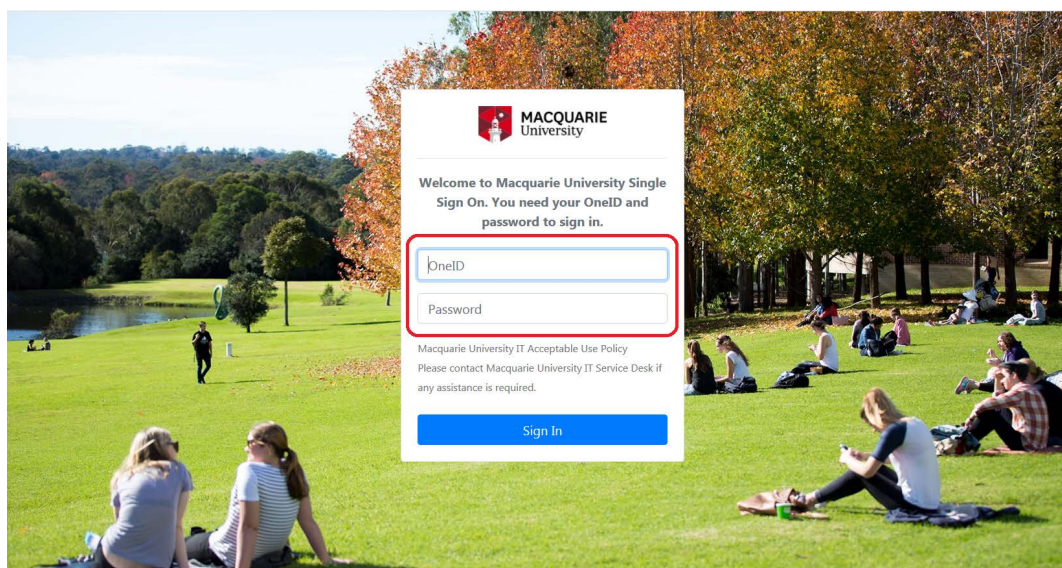 MACQUARIE
University
Welcome to Macquarie University Single
Sign On. You need your OneID and
password to sign in.
OneID
Password
Macquarie University IT Acceptable Use Policy
Please contact Macquarie University IT Service Desk if
any assistance is required.
Sign In